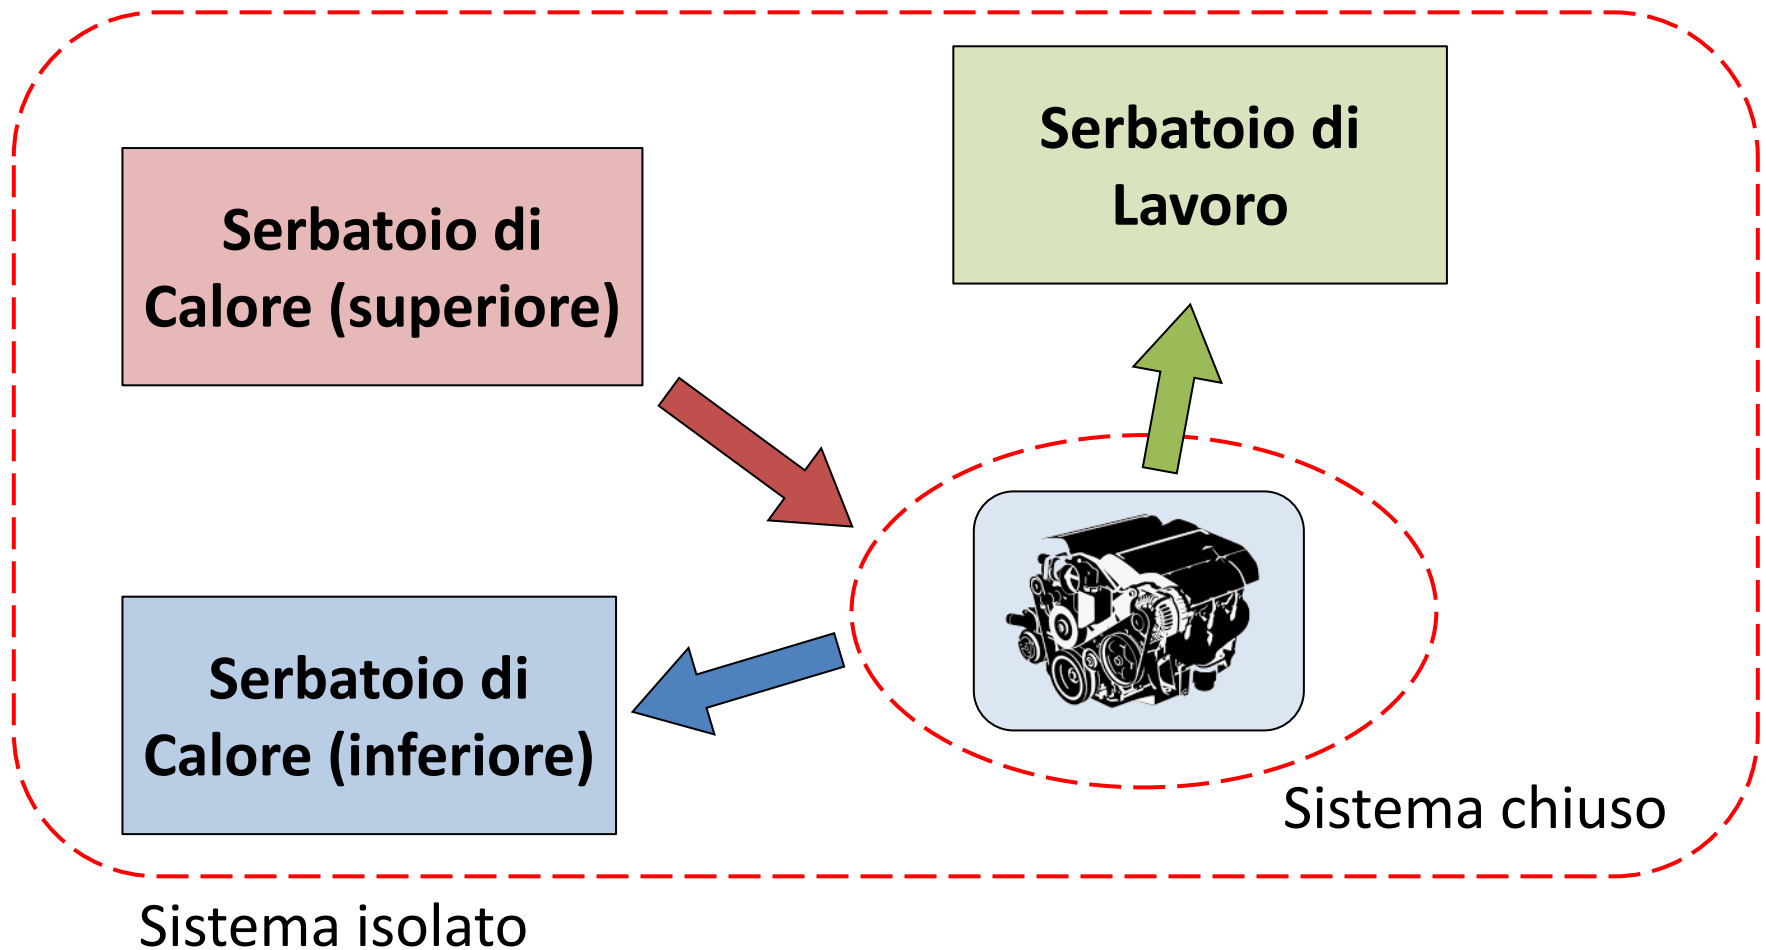 Serbatoio di
Lavoro
Serbatoio di
Calore (superiore)
Serbatoio di
Calore (inferiore)
Sistema chiuso
Sistema isolato